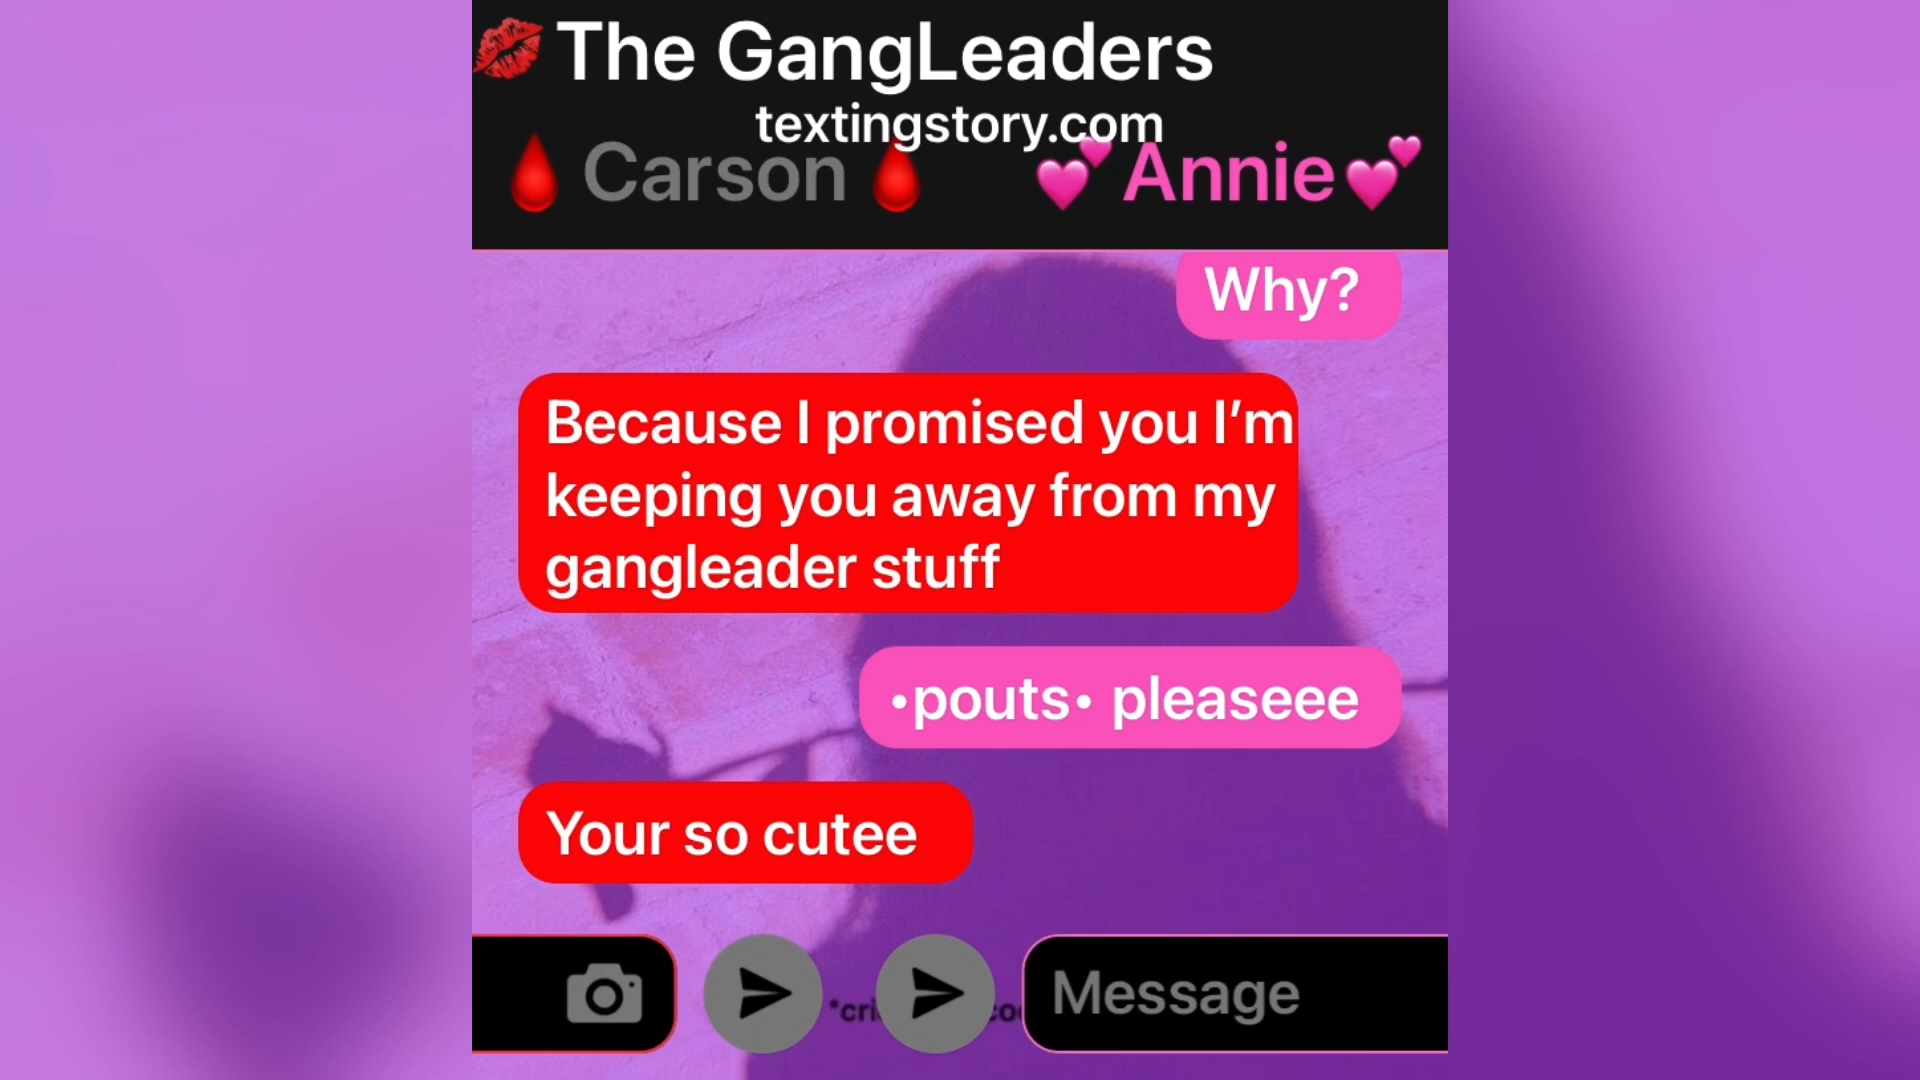 💋The GangLeaders
textingstory.com
🩸Carson🩸 💕Annie💕
Why?
Because I promised you I’m
keeping you away from my
gangleader stuff
•pouts• pleaseee
Your so cutee
Message